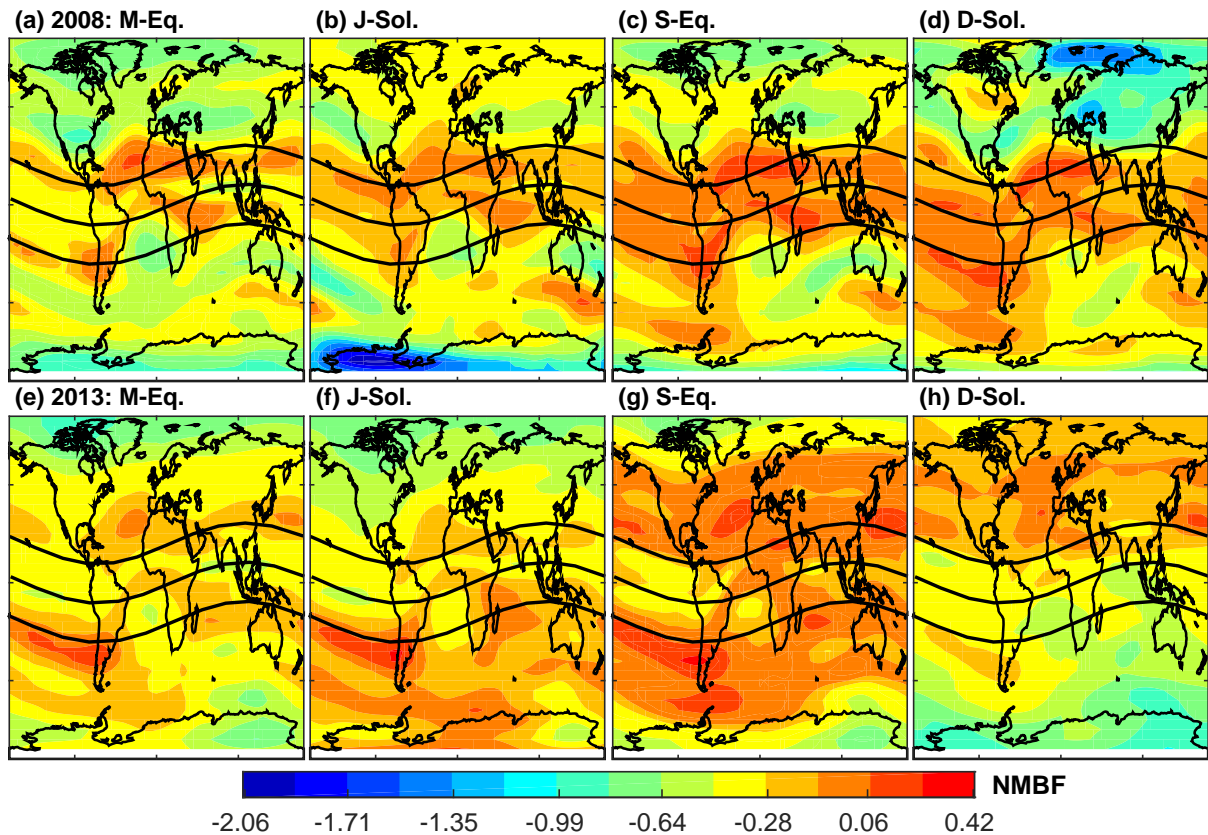 (a) 2008: M-Eq. (b) J-Sol. (c) S-Eq. (d) D-Sol.
(e) 2013: M-Eq. (f) J-Sol. (g) S-Eq. (h) D-Sol.
NMBF
-2.06 -1.71 -1.35 -0.99 -0.64 -0.28 0.06 0.42